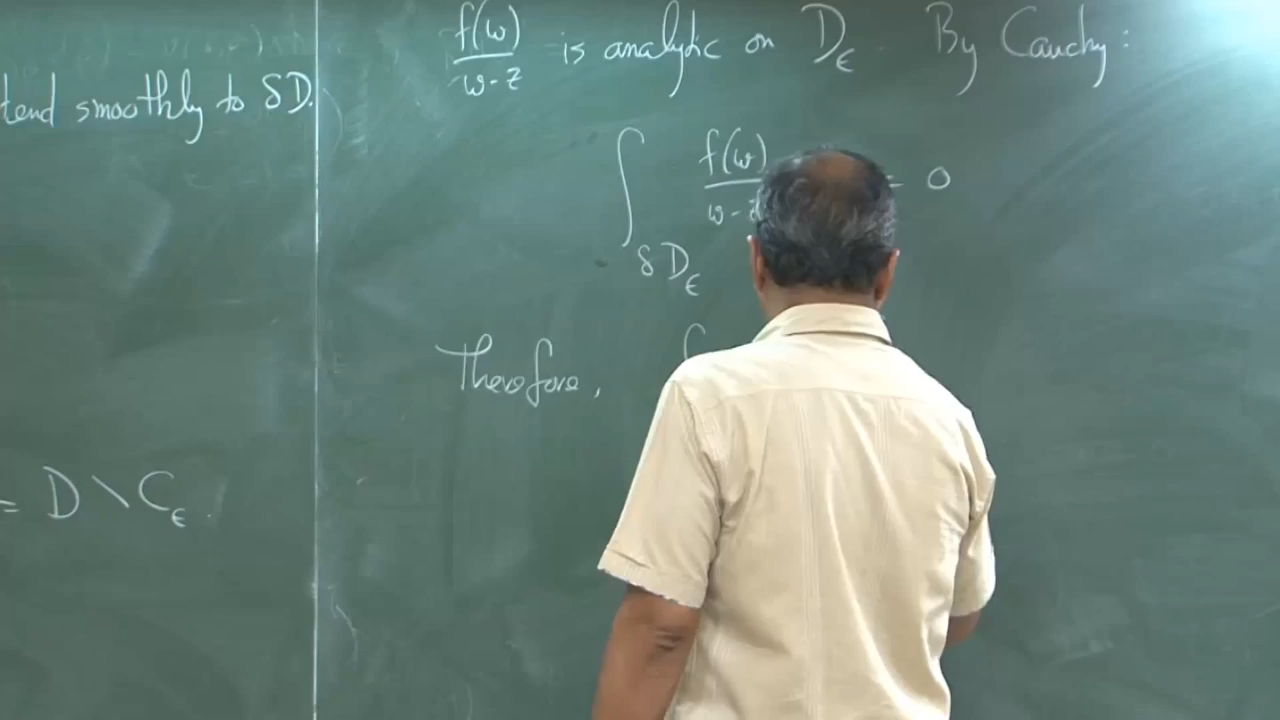 tend smoothly to δD.
= D \ C_ε.
f(w)/(w-z) is analytic on D_ε. By Cauchy:
∫_{δD_ε} f(w)/(w-z = 0
Therefore, ∫